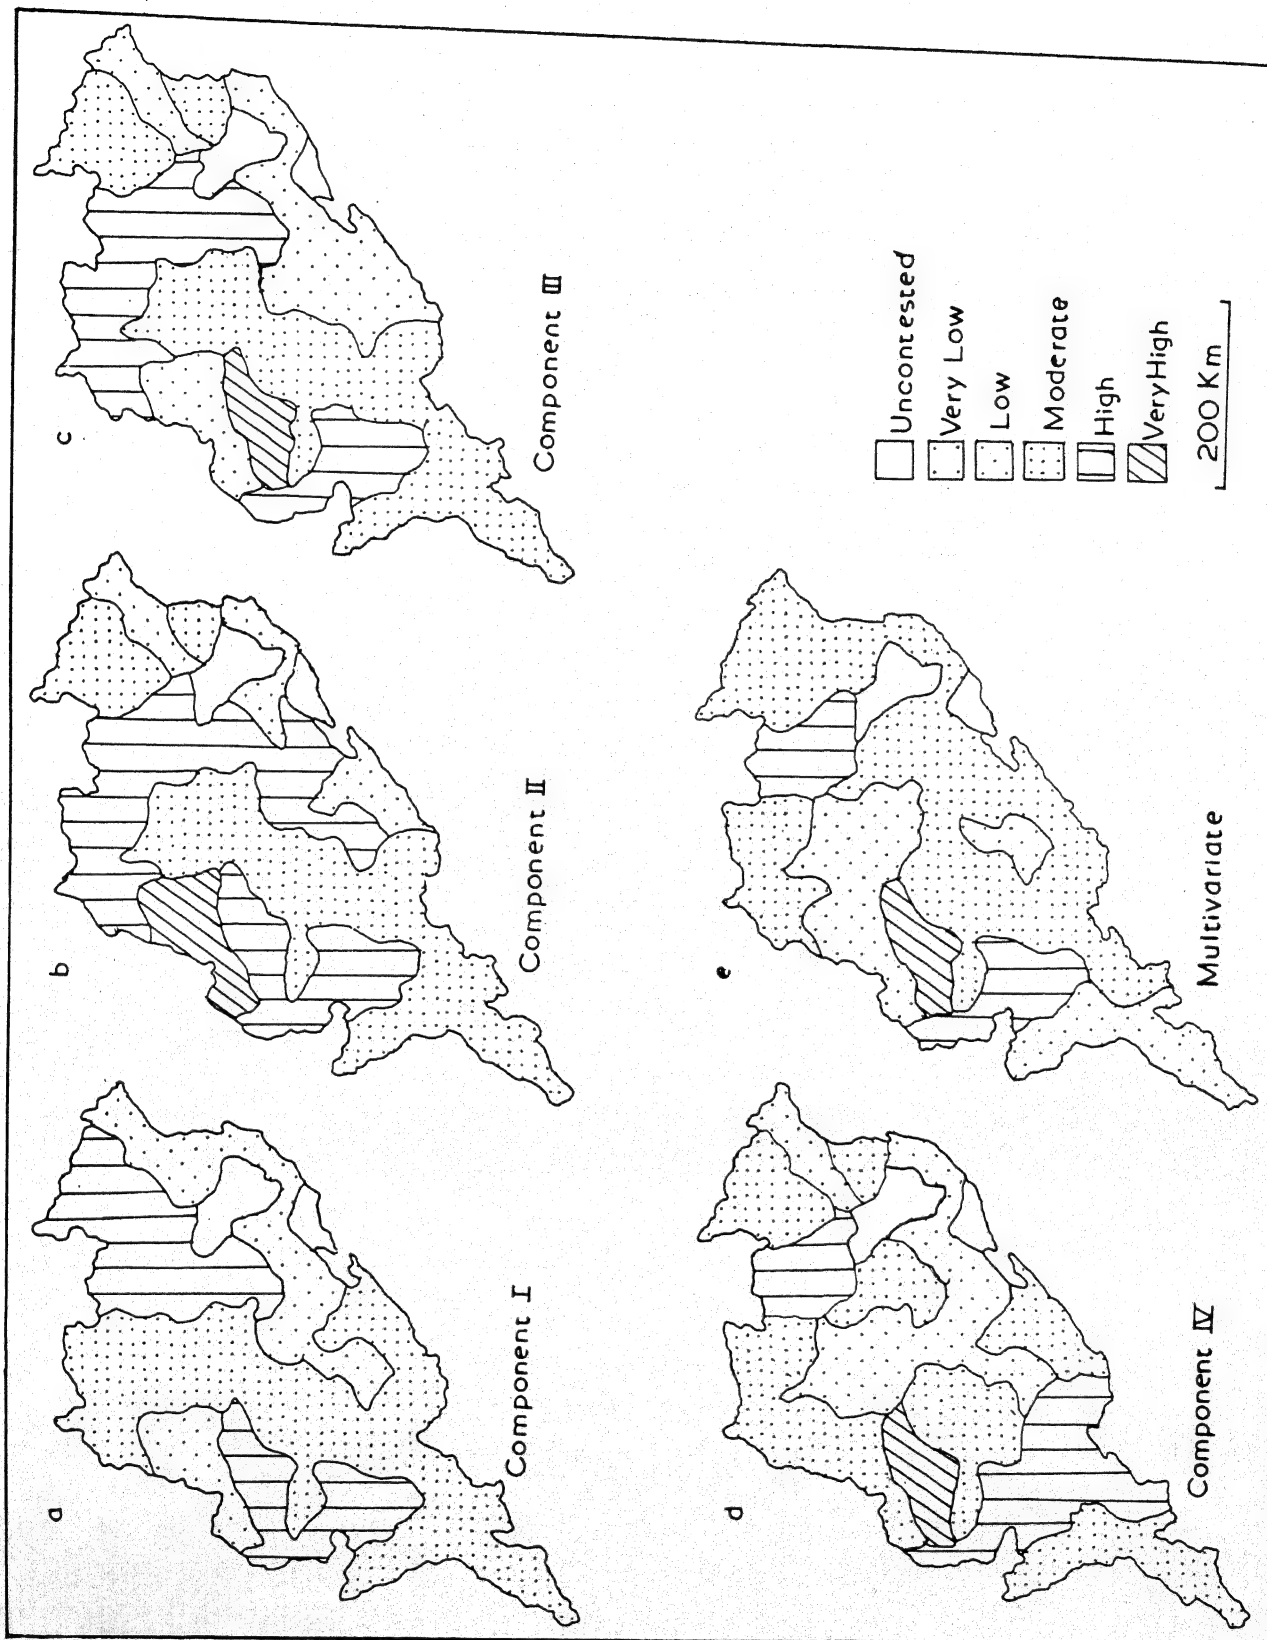 a
Component I
b
Component II
c
Component III
d
Component IV
e
Multivariate
Uncontested
Very Low
Low
Moderate
High
Very High
200 Km